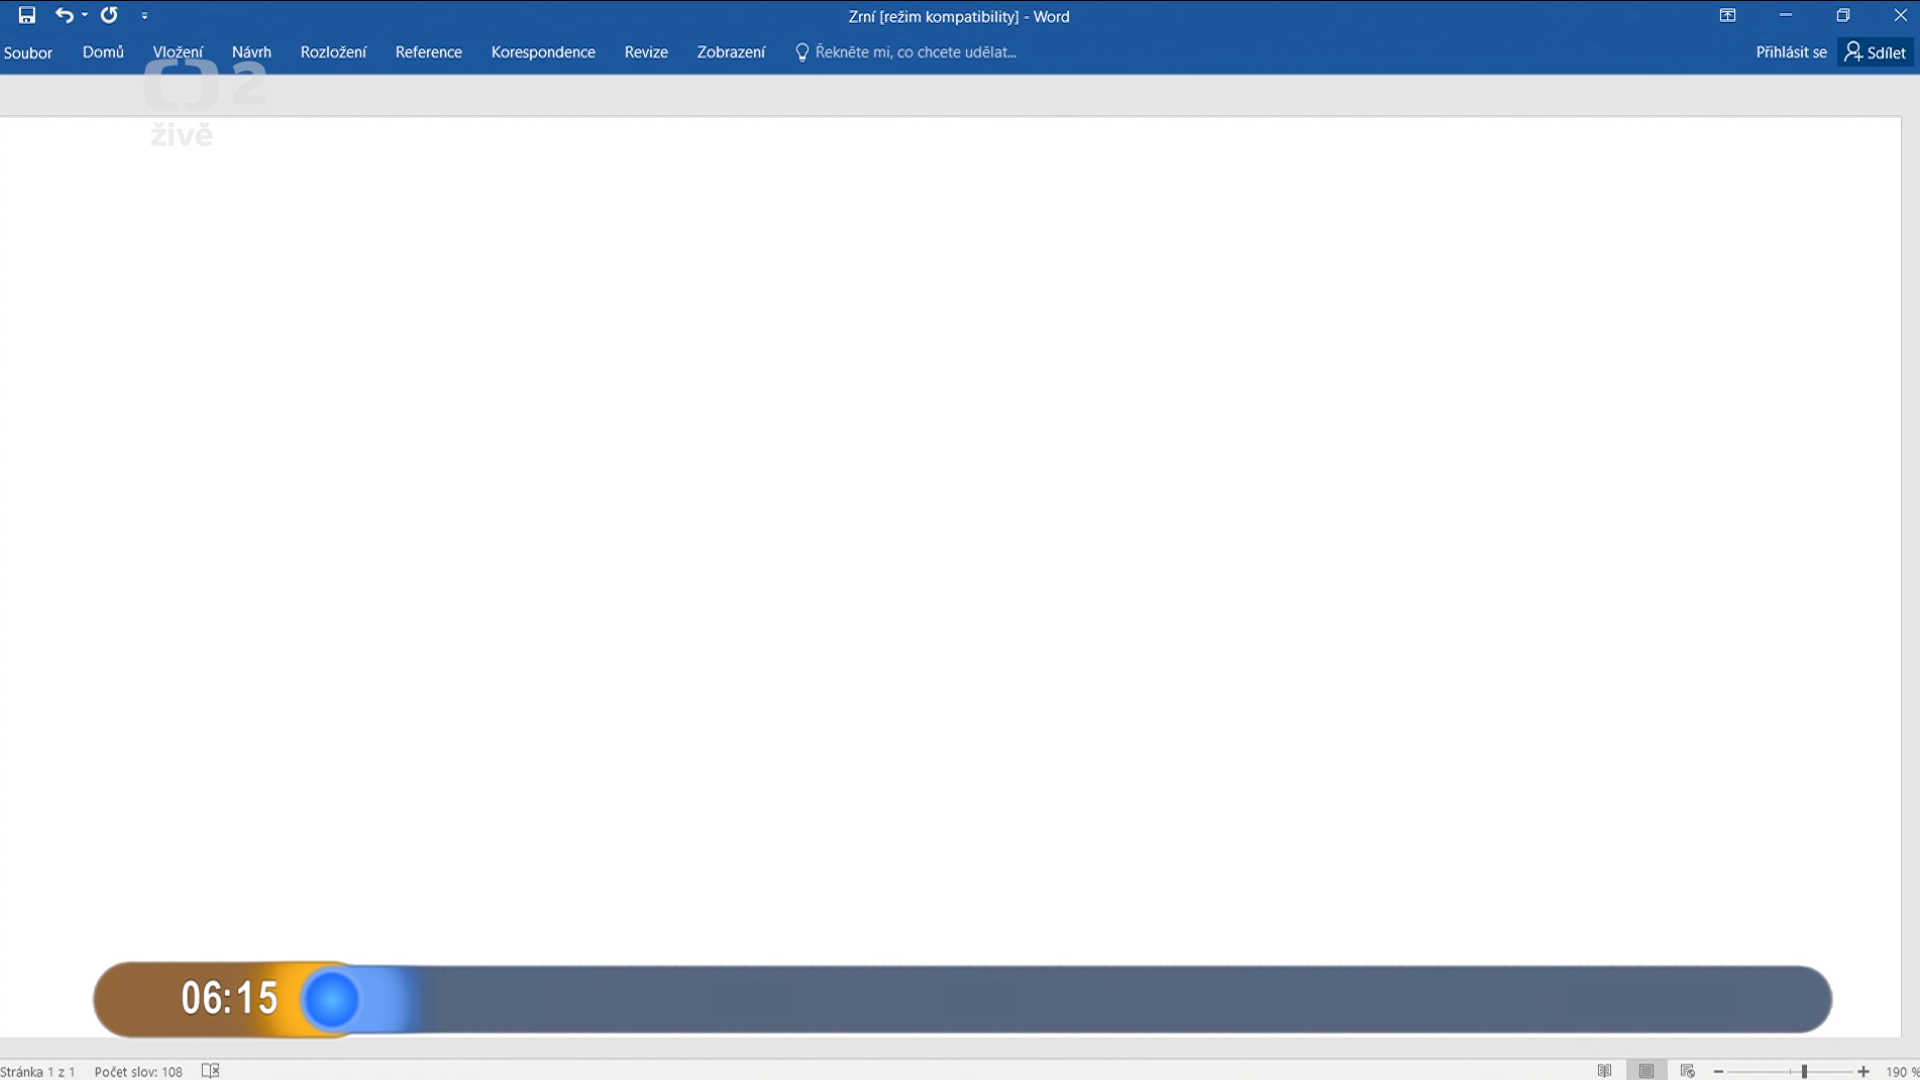 Zrní [režim kompatibility] - Word
Soubor Domů Vložení Návrh Rozložení Reference Korespondence Revize Zobrazení Řekněte mi, co chcete udělat... Přihlásit se Sdílet
2
živě
06:15
Stránka 1 z 1 Počet slov: 108 190 %